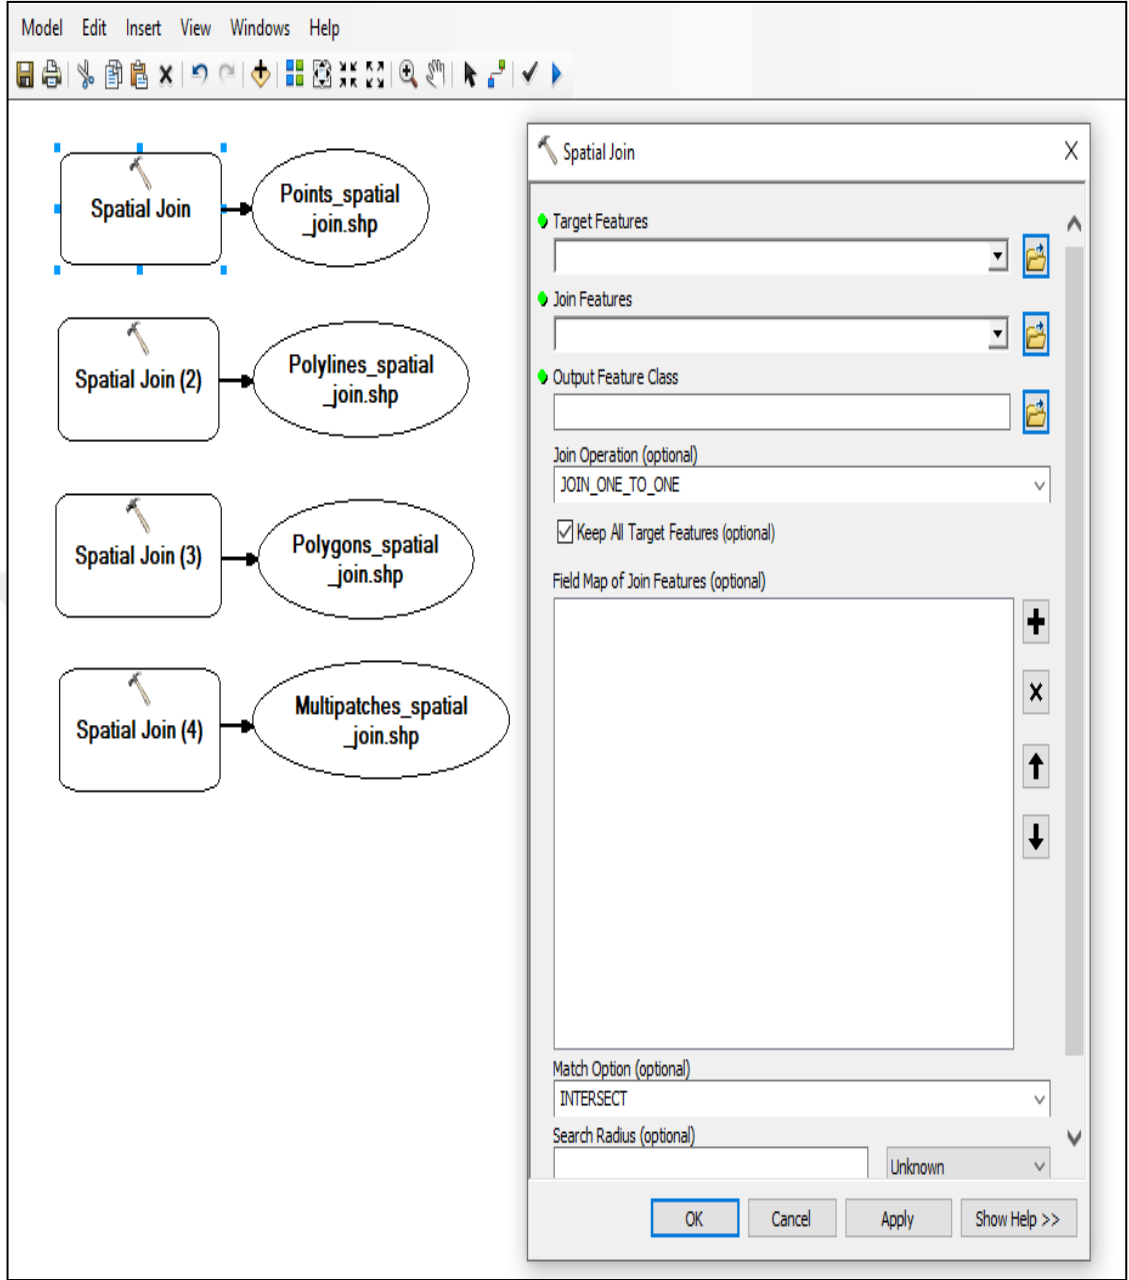 Model Edit Insert View Windows Help
Spatial Join
Points_spatial
_join.shp
Spatial Join (2)
Polylines_spatial
_join.shp
Spatial Join (3)
Polygons_spatial
_join.shp
Spatial Join (4)
Multipatches_spatial
_join.shp
Spatial Join
Target Features
Join Features
Output Feature Class
Join Operation (optional)
JOIN_ONE_TO_ONE
Keep All Target Features (optional)
Field Map of Join Features (optional)
Match Option (optional)
INTERSECT
Search Radius (optional)
Unknown
OK Cancel Apply Show Help >>